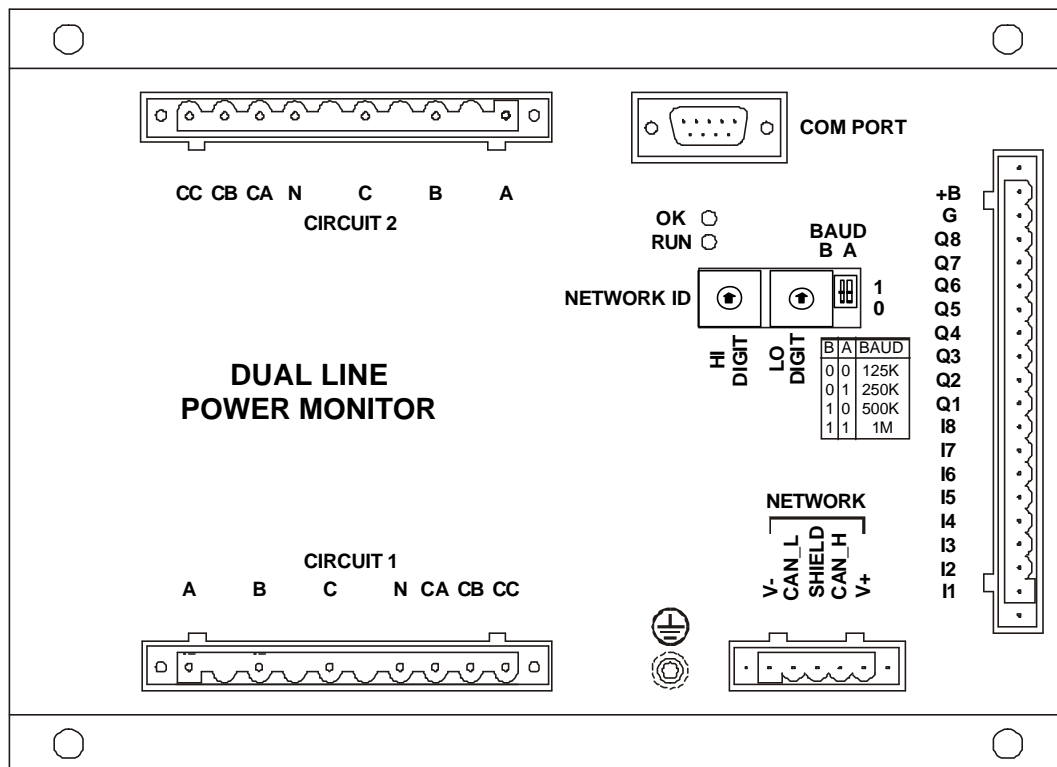 COM PORT
CC CB CA N C B A
CIRCUIT 2
OK
RUN
BAUD
B A
1
0
NETWORK ID
HI DIGIT
LO DIGIT
B A BAUD
0 0 125K
0 1 250K
1 0 500K
1 1 1M
DUAL LINE
POWER MONITOR
+B
G
Q8
Q7
Q6
Q5
Q4
Q3
Q2
Q1
I8
I7
I6
I5
I4
I3
I2
I1
NETWORK
V-
CAN_L
SHIELD
CAN_H
V+
CIRCUIT 1
A B C N CA CB CC